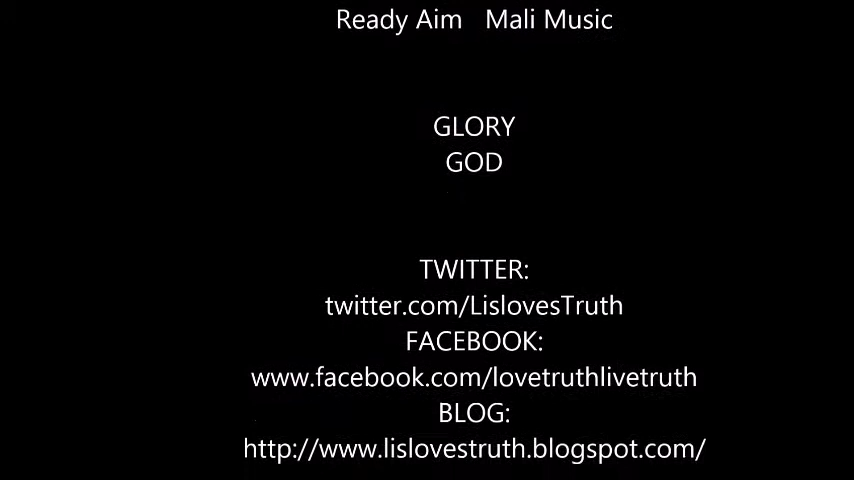 Ready Aim   Mali Music
GLORY
GOD
TWITTER:
twitter.com/LislovesTruth
FACEBOOK:
www.facebook.com/lovetruthlivetruth
BLOG:
http://www.lislovestruth.blogspot.com/